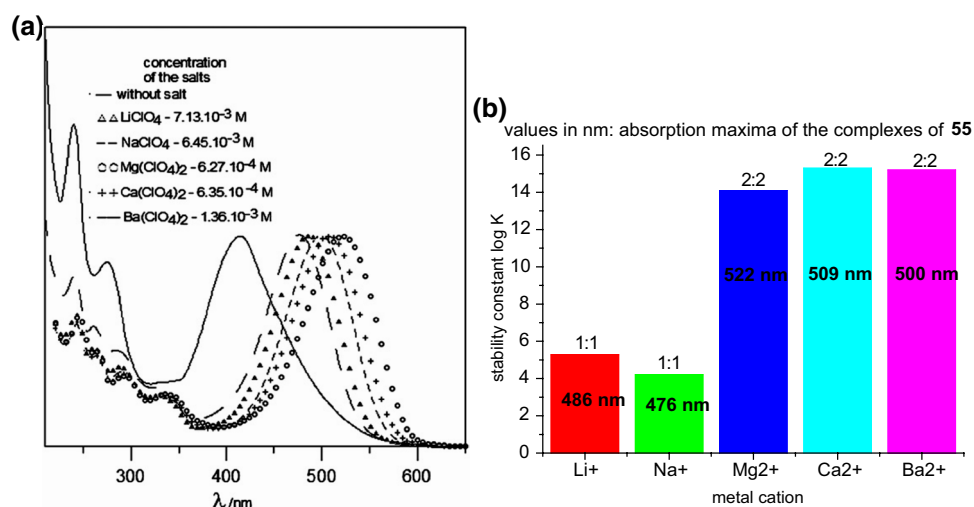 (a)
concentration
of the salts
without salt
LiClO4 - 7.13.10-3 M
NaClO4 - 6.45.10-3 M
Mg(ClO4)2 - 6.27.10-4 M
Ca(ClO4)2 - 6.35.10-4 M
Ba(ClO4)2 - 1.36.10-3 M
300 400 500 600
λ/nm
(b)
values in nm: absorption maxima of the complexes of 55
stability constant log K
16
14
12
10
8
6
4
2
0
1:1
1:1
2:2
2:2
2:2
486 nm
476 nm
522 nm
509 nm
500 nm
Li+ Na+ Mg2+ Ca2+ Ba2+
metal cation